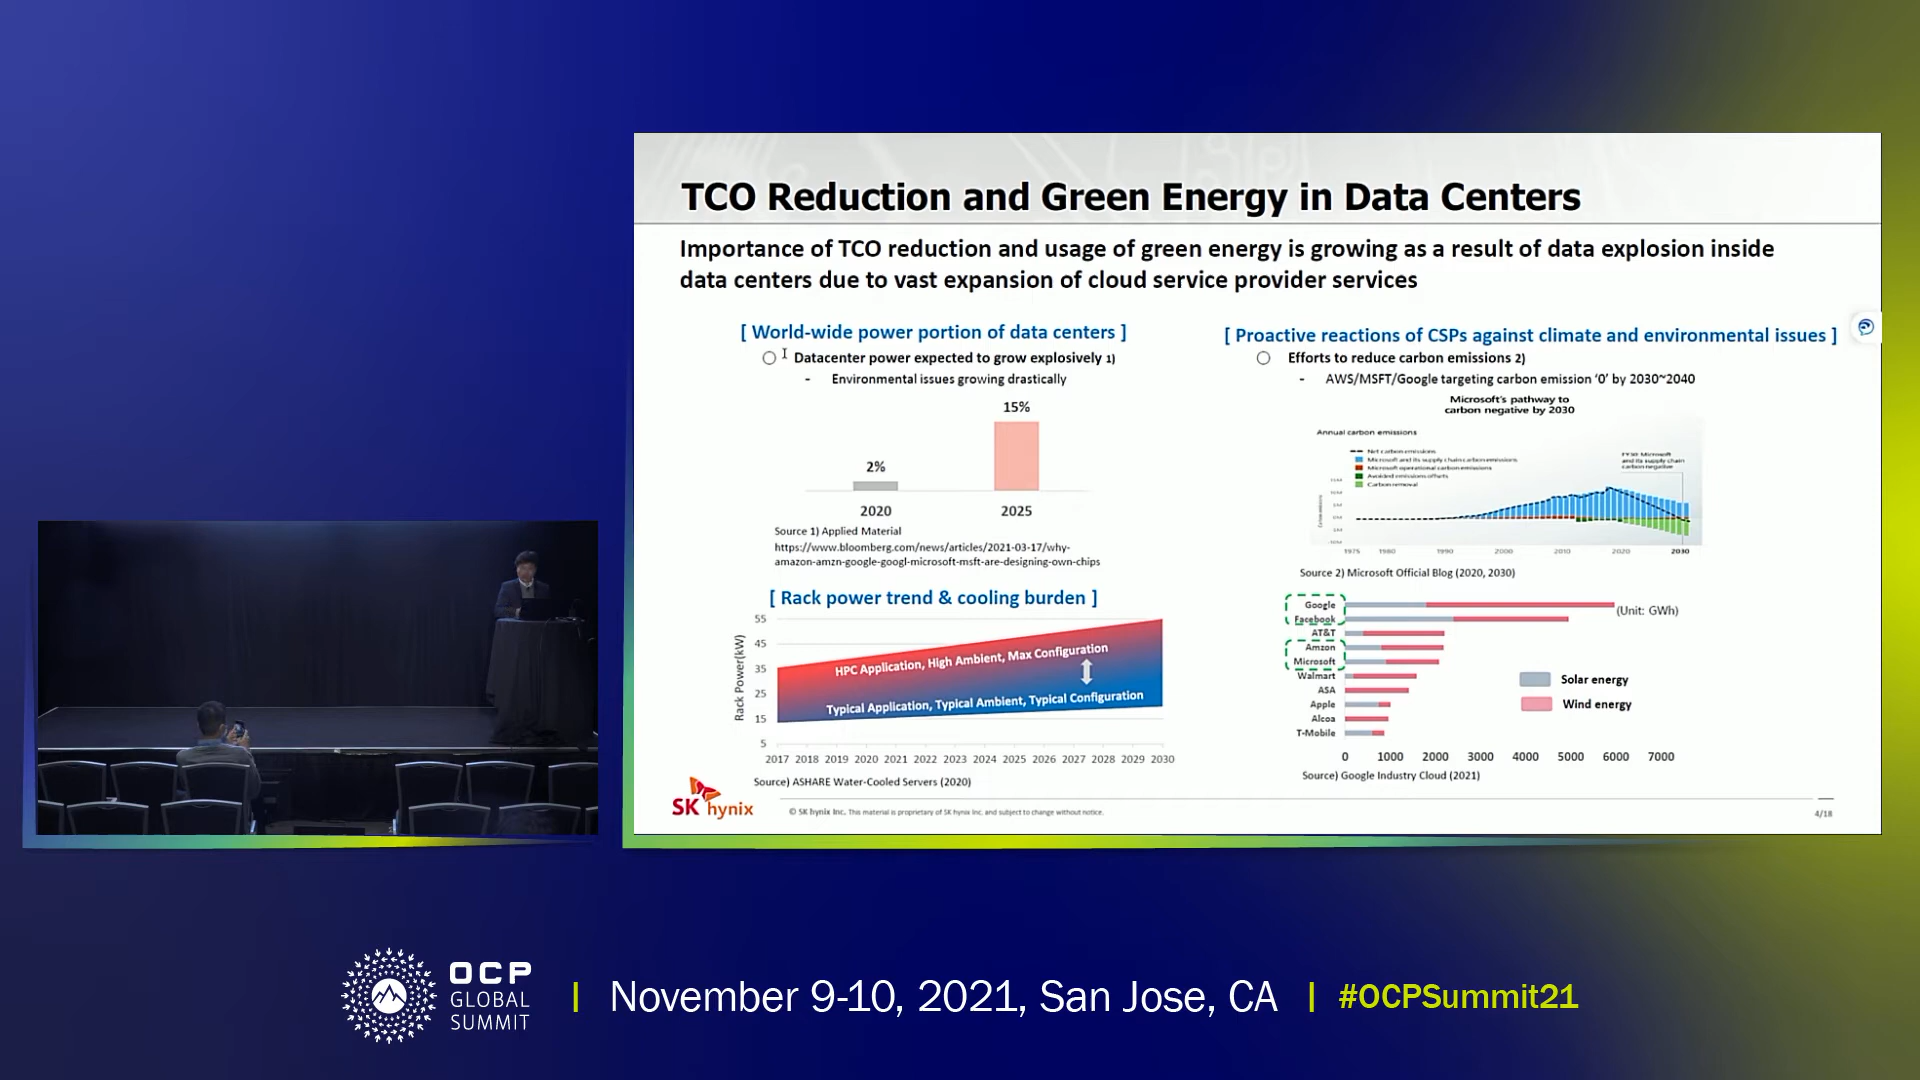 TCO Reduction and Green Energy in Data Centers
Importance of TCO reduction and usage of green energy is growing as a result of data explosion inside
data centers due to vast expansion of cloud service provider services
[ World-wide power portion of data centers ]
Datacenter power expected to grow explosively 1)
- Environmental issues growing drastically
15%
2%
2020 2025
Source 1) Applied Material
https://www.bloomberg.com/news/articles/2021-03-17/why-
amazon-amzn-google-googl-microsoft-msft-are-designing-own-chips
[ Rack power trend & cooling burden ]
Rack Power(kW)
55
45
35
25
15
5
HPC Application, High Ambient, Max Configuration
Typical Application, Typical Ambient, Typical Configuration
2017 2018 2019 2020 2021 2022 2023 2024 2025 2026 2027 2028 2029 2030
Source) ASHARE Water-Cooled Servers (2020)
[ Proactive reactions of CSPs against climate and environmental issues ]
Efforts to reduce carbon emissions 2)
- AWS/MSFT/Google targeting carbon emission ‘0’ by 2030~2040
Microsoft's pathway to
carbon negative by 2030
Annual carbon emissions
Net carbon emissions
Microsoft and its supply chain carbon emissions
Microsoft operational carbon emissions
Avoided emissions offsets
Carbon removal
FY30: Microsoft
and its supply chain
carbon negative
1975 1980 1990 2000 2010 2020 2030
Source 2) Microsoft Official Blog (2020, 2030)
Google
Facebook
AT&T
Amzon
Microsoft
Walmart
ASA
Apple
Alcoa
T-Mobile
(Unit: GWh)
Solar energy
Wind energy
0 1000 2000 3000 4000 5000 6000 7000
Source) Google Industry Cloud (2021)
SK hynix
© SK hynix Inc. This material is proprietary of SK hynix Inc. and subject to change without notice.
4/18
OCP
GLOBAL
SUMMIT
| November 9-10, 2021, San Jose, CA | #OCPSummit21